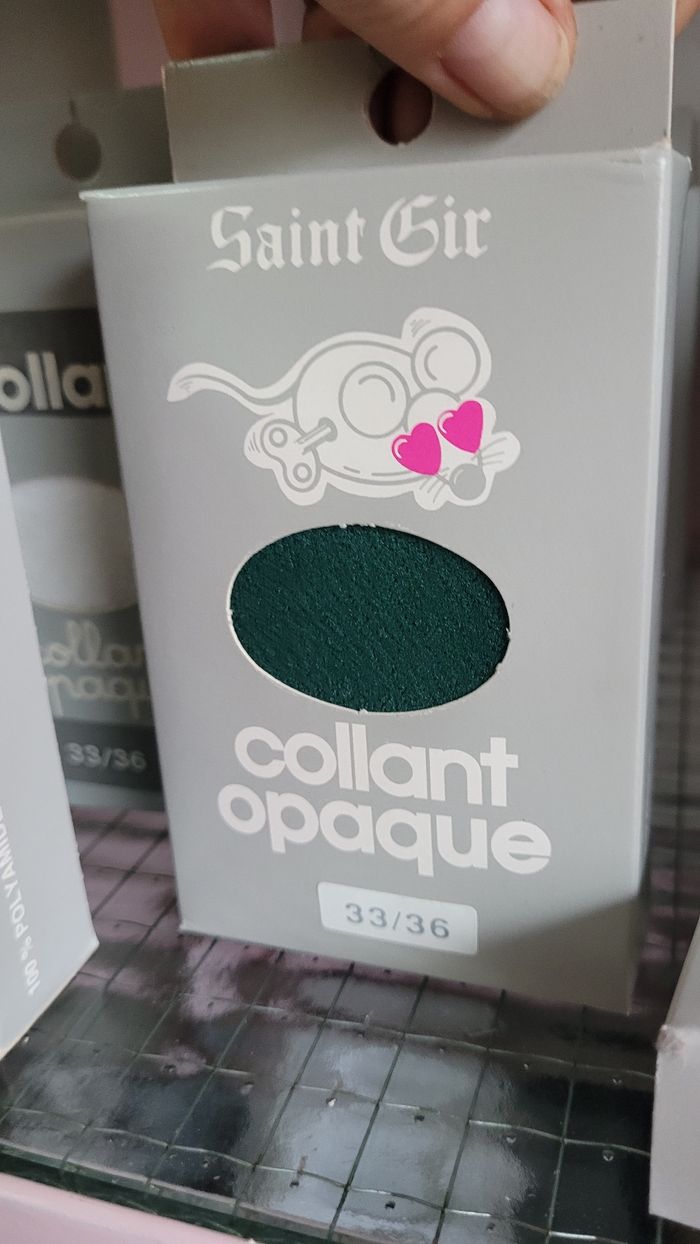 Saint Gir
collant
opaque
33/36
33/36
100 % POLYAMIDE